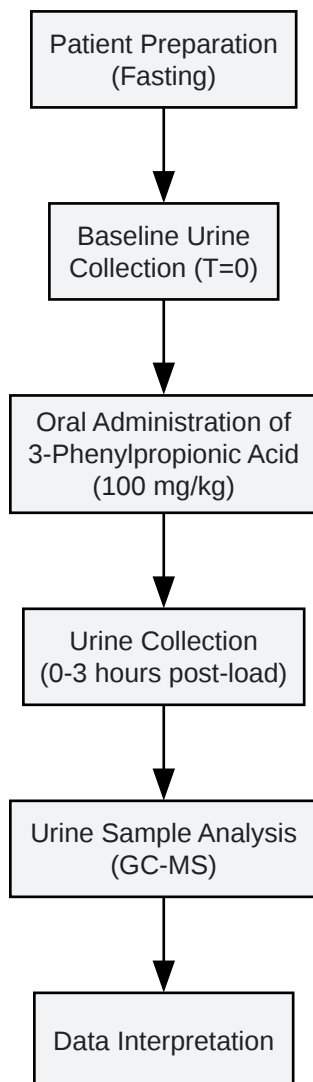 Patient Preparation
(Fasting)
Baseline Urine
Collection (T=0)
Oral Administration of
3-Phenylpropionic Acid
(100 mg/kg)
Urine Collection
(0-3 hours post-load)
Urine Sample Analysis
(GC-MS)
Data Interpretation